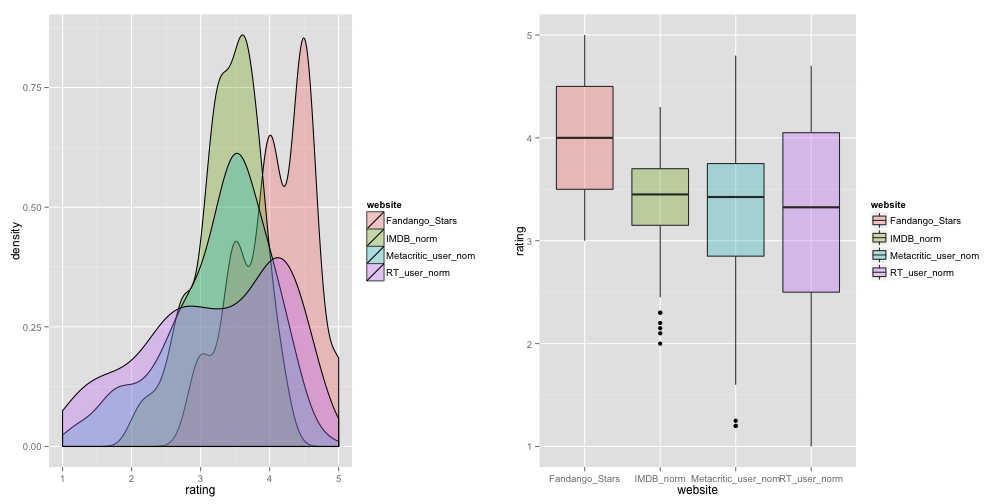 density
0.75
0.50
0.25
0.00
1 2 3 4 5
rating
website
Fandango_Stars
IMDB_norm
Metacritic_user_nom
RT_user_norm
rating
5
4
3
2
1
Fandango_Stars IMDB_norm Metacritic_user_nom RT_user_norm
website
website
Fandango_Stars
IMDB_norm
Metacritic_user_nom
RT_user_norm